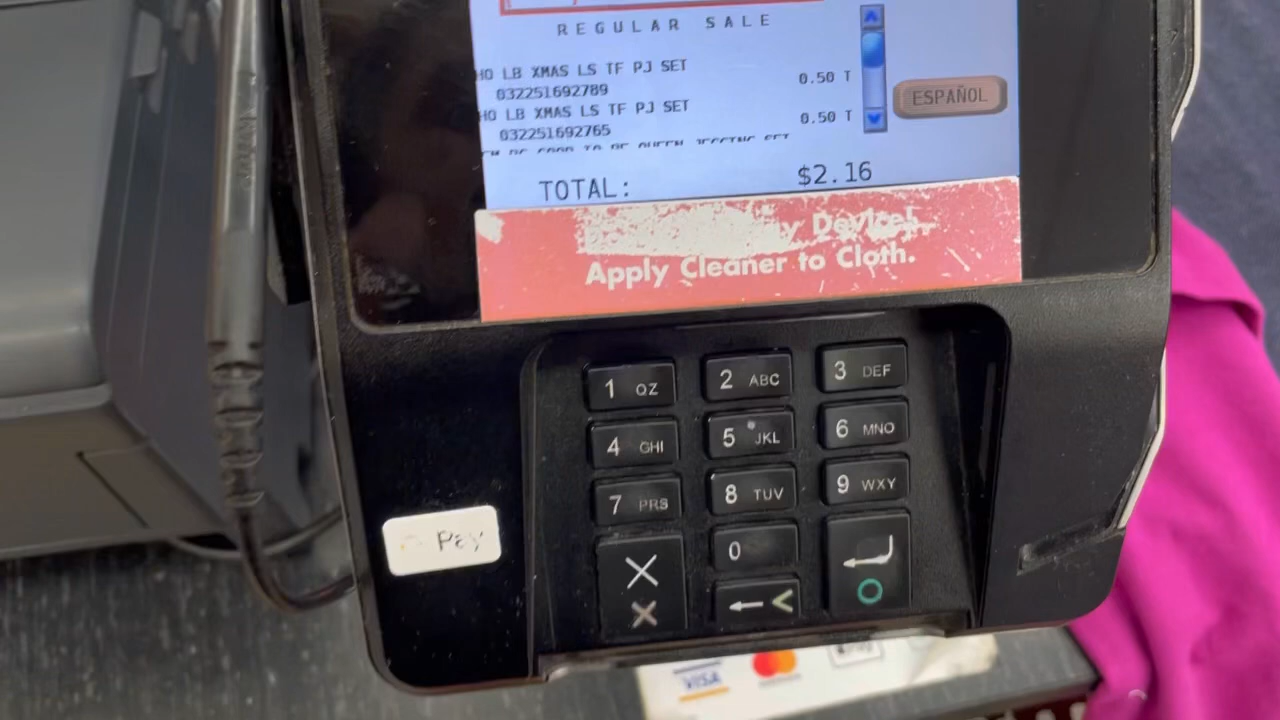 REGULAR SALE
HO LB XMAS LS TF PJ SET
032251692789 0.50 T
HO LB XMAS LS TF PJ SET
032251692765 0.50 T
ESPAÑOL
TOTAL: $2.16
y Device!
Apply Cleaner to Cloth.
1 QZ 2 ABC 3 DEF
4 GHI 5 JKL 6 MNO
7 PRS 8 TUV 9 WXY
0
Pay
VISA